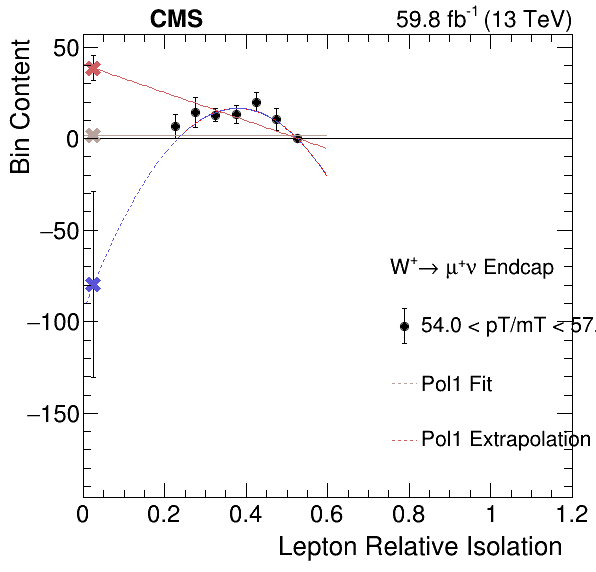 CMS 59.8 fb⁻¹ (13 TeV)
Bin Content
50
0
−50
−100
−150
W⁺→ μ⁺ν Endcap
54.0 < pT/mT < 57.
Pol1 Fit
Pol1 Extrapolation
0 0.2 0.4 0.6 0.8 1 1.2
Lepton Relative Isolation